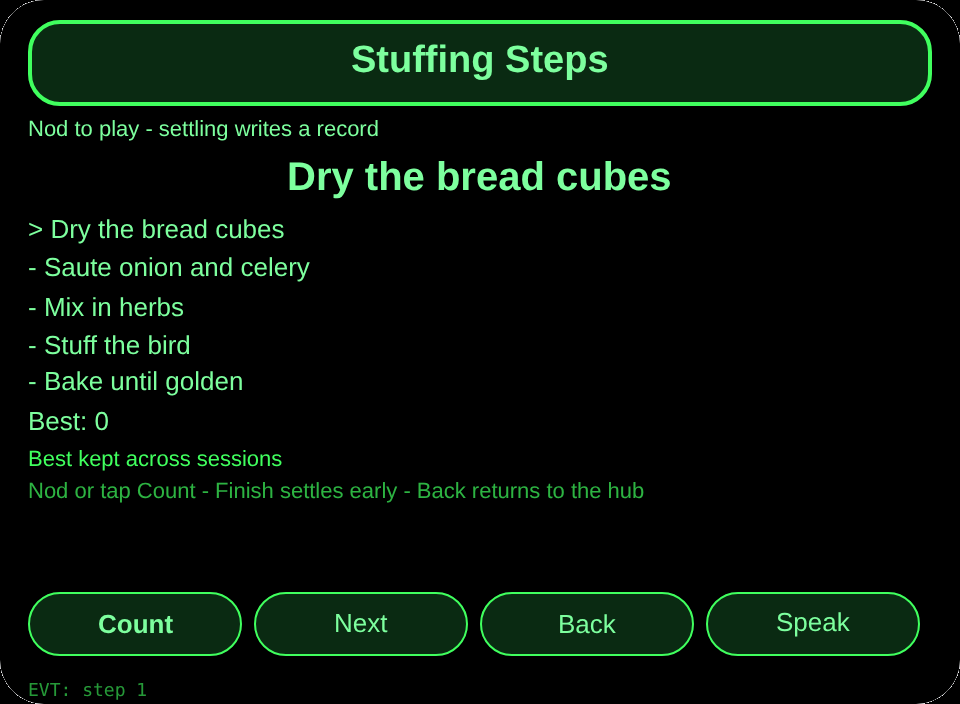 Stuffing Steps
Nod to play - settling writes a record
Dry the bread cubes
> Dry the bread cubes
- Saute onion and celery
- Mix in herbs
- Stuff the bird
- Bake until golden
Best: 0
Best kept across sessions
Nod or tap Count - Finish settles early - Back returns to the hub
Count Next Back Speak
EVT: step 1